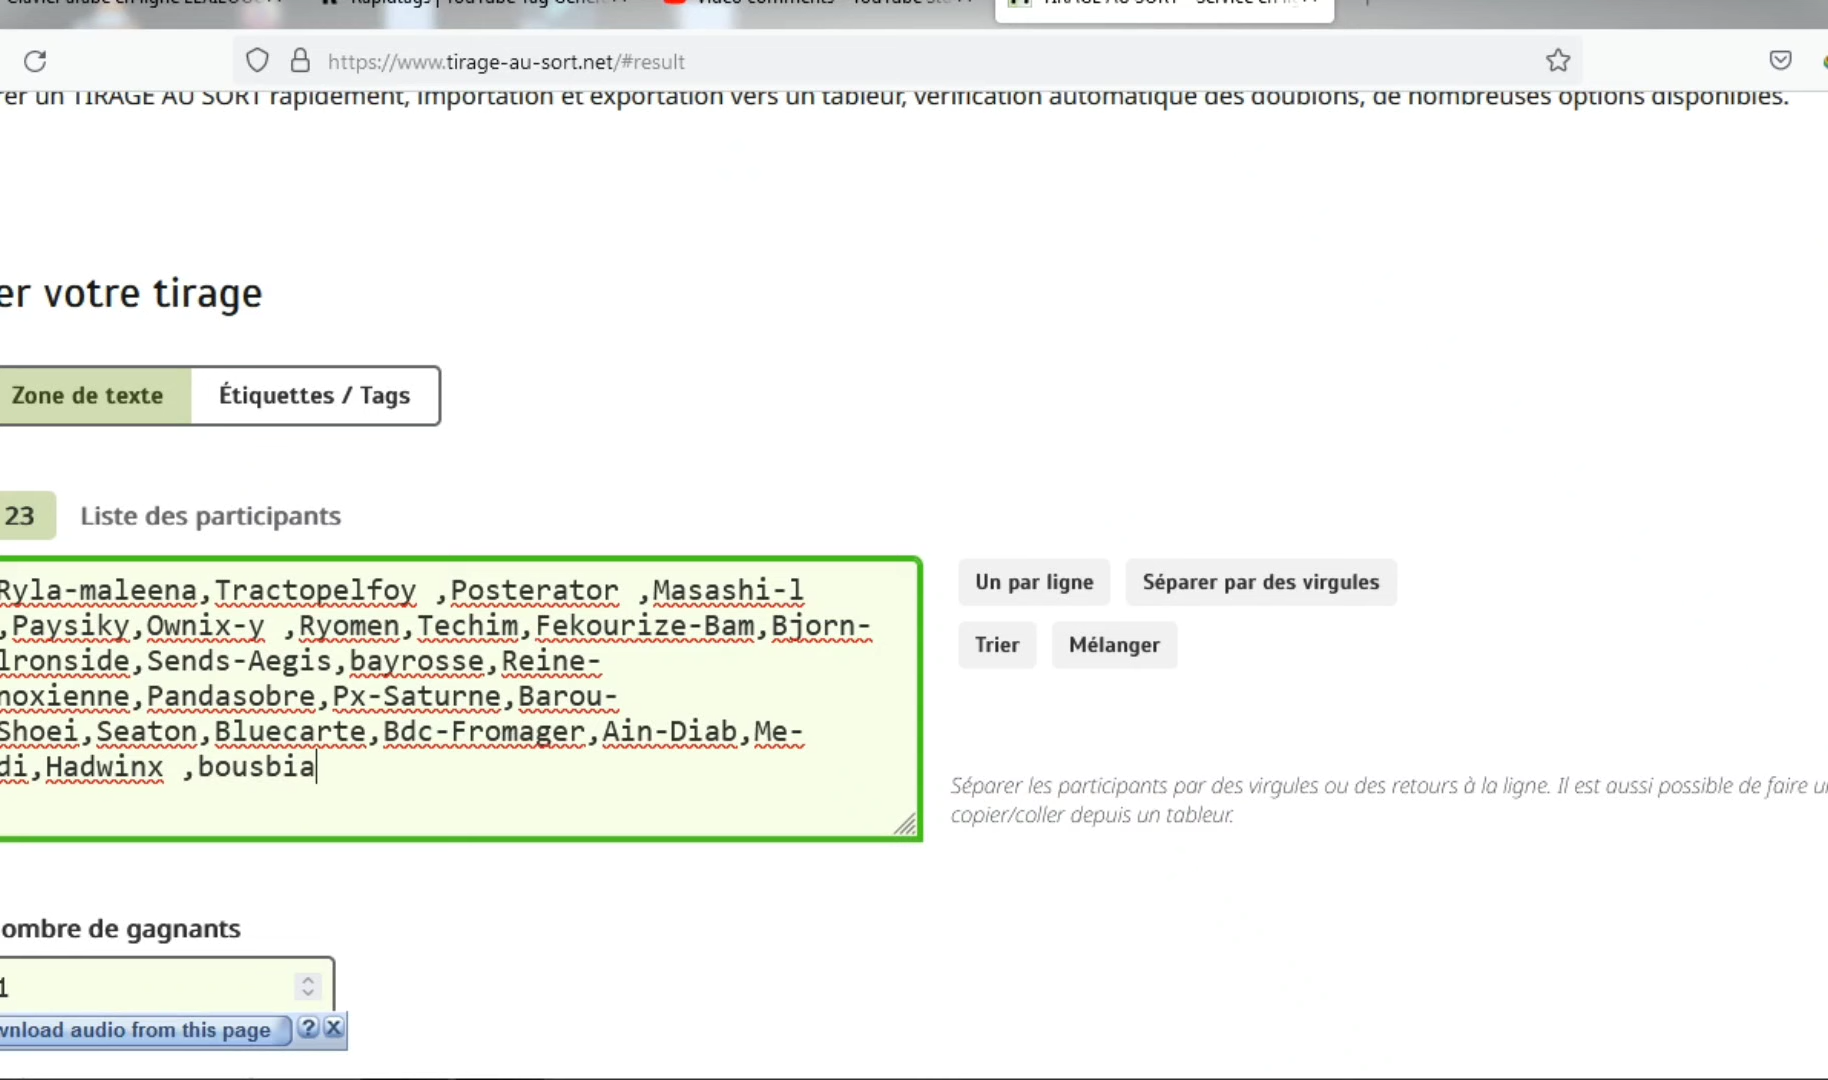 https://www.tirage-au-sort.net/#result
er un TIRAGE AU SORT rapidement, importation et exportation vers un tableur, vérification automatique des doublons, de nombreuses options disponibles.
er votre tirage
Zone de texte
Étiquettes / Tags
23 Liste des participants
Ryla-maleena,Tractopelfoy ,Posterator ,Masashi-l
,Paysiky,Ownix-y ,Ryomen,Techim,Fekourize-Bam,Bjorn-
lronside,Sends-Aegis,bayrosse,Reine-
noxienne,Pandasobre,Px-Saturne,Barou-
Shoei,Seaton,Bluecarte,Bdc-Fromager,Ain-Diab,Me-
di,Hadwinx ,bousbia
Un par ligne
Séparer par des virgules
Trier
Mélanger
Séparer les participants par des virgules ou des retours à la ligne. Il est aussi possible de faire un
copier/coller depuis un tableur.
ombre de gagnants
1
wnload audio from this page ? X